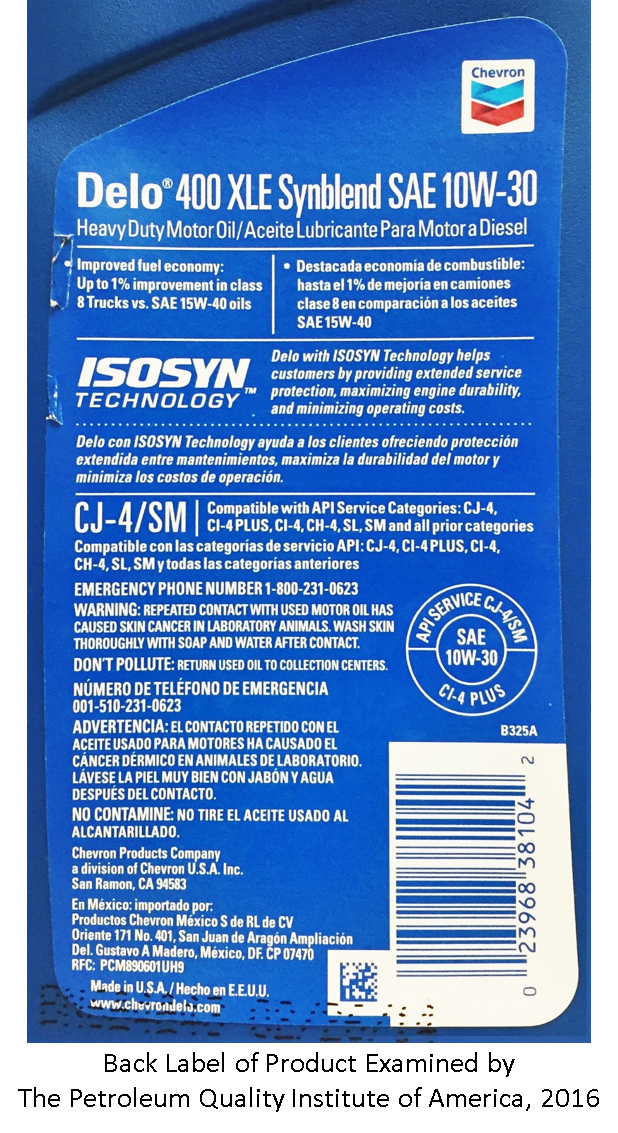 Chevron
Delo® 400 XLE Synblend SAE 10W-30
Heavy Duty Motor Oil/Aceite Lubricante Para Motor a Diesel
• Improved fuel economy:
Up to 1% improvement in class
8 Trucks vs. SAE 15W-40 oils
• Destacada economía de combustible:
hasta el 1% de mejoría en camiones
clase 8 en comparación a los aceites
SAE 15W-40
ISOSYN
TECHNOLOGY™
Delo with ISOSYN Technology helps
customers by providing extended service
protection, maximizing engine durability,
and minimizing operating costs.
Delo con ISOSYN Technology ayuda a los clientes ofreciendo protección
extendida entre mantenimientos, maximiza la durabilidad del motor y
minimiza los costos de operación.
CJ-4/SM
Compatible with API Service Categories: CJ-4,
CI-4 PLUS, CI-4, CH-4, SL, SM and all prior categories
Compatible con las categorías de servicio API: CJ-4, CI-4 PLUS, CI-4,
CH-4, SL, SM y todas las categorías anteriores
EMERGENCY PHONE NUMBER 1-800-231-0623
WARNING: REPEATED CONTACT WITH USED MOTOR OIL HAS
CAUSED SKIN CANCER IN LABORATORY ANIMALS. WASH SKIN
THOROUGHLY WITH SOAP AND WATER AFTER CONTACT.
DON'T POLLUTE: RETURN USED OIL TO COLLECTION CENTERS.
NÚMERO DE TELÉFONO DE EMERGENCIA
001-510-231-0623
ADVERTENCIA: EL CONTACTO REPETIDO CON EL
ACEITE USADO PARA MOTORES HA CAUSADO EL
CÁNCER DÉRMICO EN ANIMALES DE LABORATORIO.
LÁVESE LA PIEL MUY BIEN CON JABÓN Y AGUA
DESPUÉS DEL CONTACTO.
NO CONTAMINE: NO TIRE EL ACEITE USADO AL
ALCANTARILLADO.
Chevron Products Company
a division of Chevron U.S.A. Inc.
San Ramon, CA 94583
En México: importado por:
Productos Chevron México S de RL de CV
Oriente 171 No. 401, San Juan de Aragón Ampliación
Del. Gustavo A Madero, México, DF. CP 07470
RFC: PCM890601UH9
Made in U.S.A. / Hecho en E.E.U.U.
www.chevrondelo.com
API SERVICE CJ-4/SM
SAE
10W-30
CI-4 PLUS
B325A
0 23968 38104 2
Back Label of Product Examined by
The Petroleum Quality Institute of America, 2016